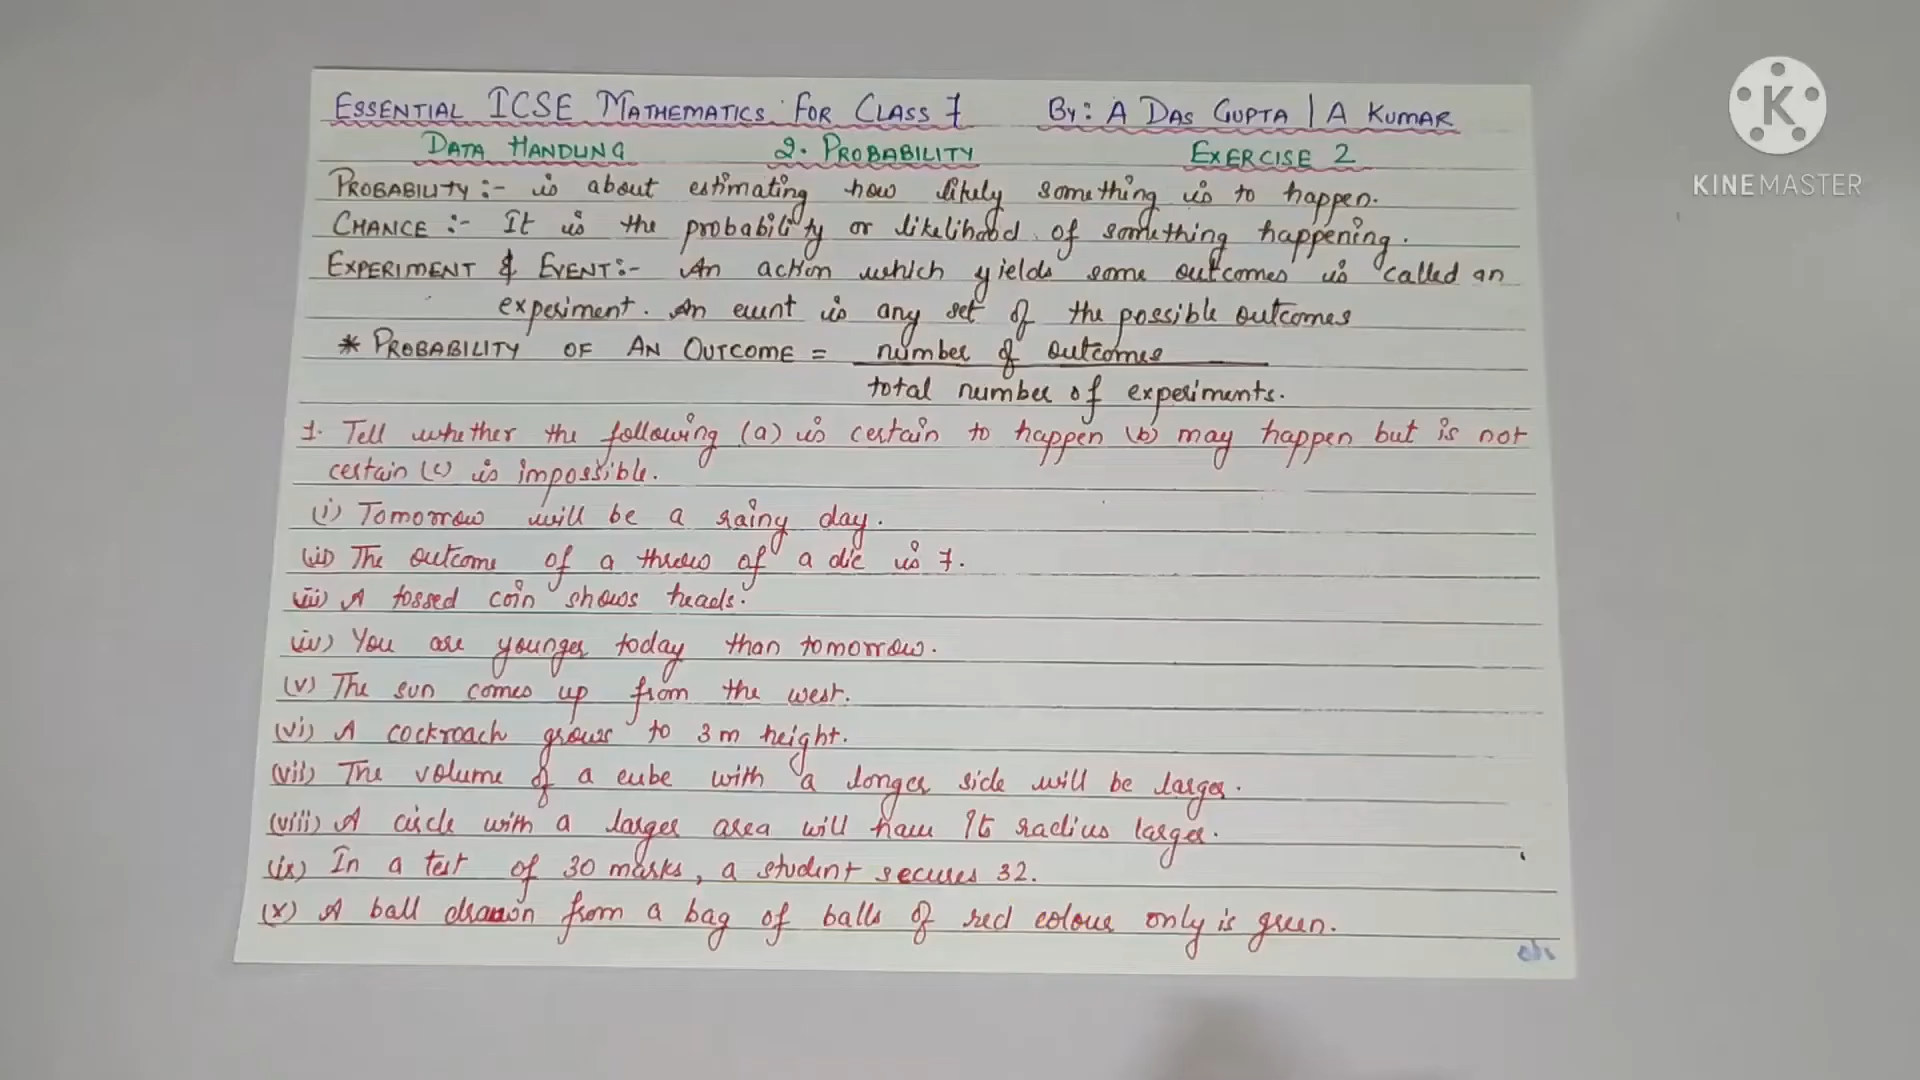 ESSENTIAL ICSE MATHEMATICS FOR CLASS 7 BY: A DAS GUPTA | A KUMAR
DATA HANDLING 2. PROBABILITY EXERCISE 2
PROBABILITY :- is about estimating how likely something is to happen.
CHANCE :- It is the probability or likelihood of something happening.
EXPERIMENT & EVENT :- An action which yields some outcomes is called an
experiment. An event is any set of the possible outcomes
* PROBABILITY OF AN OUTCOME = number of outcomes
total number of experiments.
1. Tell whether the following (a) is certain to happen (b) may happen but is not
certain (c) is impossible.
(i) Tomorrow will be a rainy day.
(ii) The outcome of a throw of a die is 7.
(iii) A tossed coin shows heads.
(iv) You are younger today than tomorrow.
(v) The sun comes up from the west.
(vi) A cockroach grows to 3 m height.
(vii) The volume of a cube with a longer side will be larger.
(viii) A circle with a larger area will have its radius larger.
(ix) In a test of 30 marks, a student secures 32.
(x) A ball drawn from a bag of balls of red colour only is green.
K
KINEMASTER